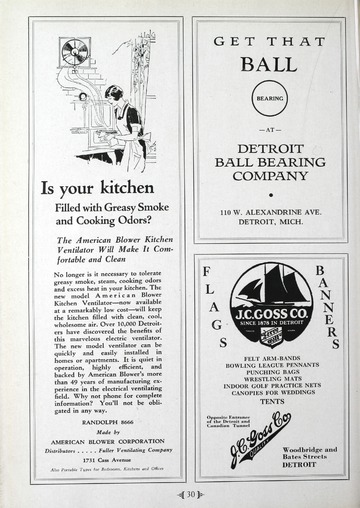 Is your kitchen
Filled with Greasy Smoke
and Cooking Odors?
The American Blower Kitchen
Ventilator Will Make It Com-
fortable and Clean
No longer is it necessary to tolerate
greasy smoke, steam, cooking odors
and excess heat in your kitchen. The
new model American Blower
Kitchen Ventilator—now available
at a remarkably low cost—will keep
the kitchen filled with clean, cool,
wholesome air. Over 10,000 Detroit-
ers have discovered the benefits of
this marvelous electric ventilator.
The new model ventilator can be
quickly and easily installed in
homes or apartments. It is quiet in
operation, highly efficient, and
backed by American Blower's more
than 49 years of manufacturing ex-
perience in the electrical ventilating
field. Why not phone for complete
information? You'll not be obli-
gated in any way.
RANDOLPH 8666
Made by
AMERICAN BLOWER CORPORATION
Distributors . . . . . Fuller Ventilating Company
1731 Cass Avenue
Also Portable Types for Bedrooms, Kitchens and Offices
GET THAT
BALL
BEARING
—AT—
DETROIT
BALL BEARING
COMPANY
110 W. ALEXANDRINE AVE.
DETROIT, MICH.
FLAGS
BANNERS
J.C. GOSS CO.
SINCE 1878 IN DETROIT
FELT ARM-BANDS
BOWLING LEAGUE PENNANTS
PUNCHING BAGS
WRESTLING MATS
INDOOR GOLF PRACTICE NETS
CANOPIES FOR WEDDINGS
TENTS
Opposite Entrance
of the Detroit and
Canadian Tunnel
J.C. Goss Co.
Woodbridge and
Bates Streets
DETROIT
30